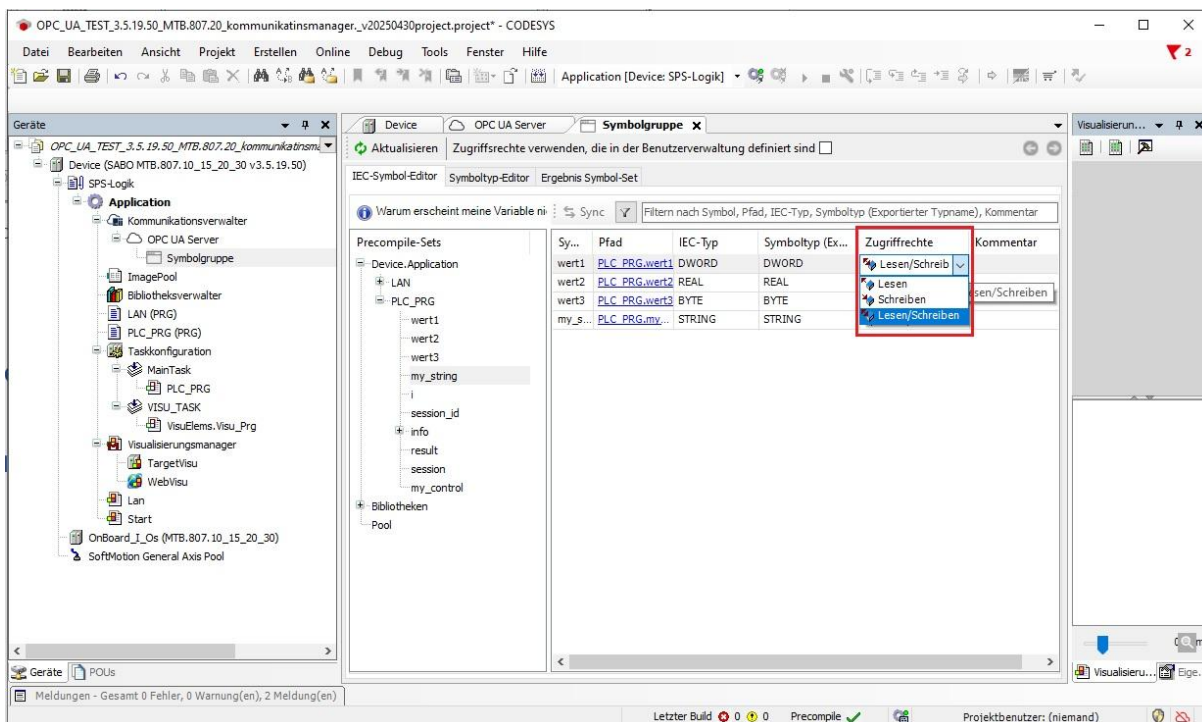 OPC_UA_TEST_3.5.19.50_MTB.807.20_kommunikatinsmanager._v20250430project.project* - CODESYS
Datei Bearbeiten Ansicht Projekt Erstellen Online Debug Tools Fenster Hilfe
2
Application [Device: SPS-Logik]
Geräte
OPC_UA_TEST_3.5.19.50_MTB.807.20_kommunikatinsma
Device (SABO MTB.807.10_15_20_30 v3.5.19.50)
SPS-Logik
Application
Kommunikationsverwalter
OPC UA Server
Symbolgruppe
ImagePool
Bibliotheksverwalter
LAN (PRG)
PLC_PRG (PRG)
Taskkonfiguration
MainTask
PLC_PRG
VISU_TASK
VisuElems.Visu_Prg
Visualisierungsmanager
TargetVisu
WebVisu
Lan
Start
OnBoard_I_Os (MTB.807.10_15_20_30)
SoftMotion General Axis Pool
Geräte POUs
Device OPC UA Server Symbolgruppe
Aktualisieren Zugriffsrechte verwenden, die in der Benutzerverwaltung definiert sind
IEC-Symbol-Editor Symboltyp-Editor Ergebnis Symbol-Set
Warum erscheint meine Variable ni Sync Filtern nach Symbol, Pfad, IEC-Typ, Symboltyp (Exportierter Typname), Kommentar
Precompile-Sets
Device.Application
LAN
PLC_PRG
wert1
wert2
wert3
my_string
i
session_id
info
result
session
my_control
Bibliotheken
Pool
Sy... Pfad IEC-Typ Symboltyp (Ex... Zugriffrechte Kommentar
wert1 PLC_PRG.wert1 DWORD DWORD Lesen/Schreib
wert2 PLC_PRG.wert2 REAL REAL
wert3 PLC_PRG.wert3 BYTE BYTE
my_s... PLC_PRG.my_... STRING STRING
Lesen
Schreiben
Lesen/Schreiben
sen/Schreiben
Visualisierun...
Visualisieru... Eige...
Meldungen - Gesamt 0 Fehler, 0 Warnung(en), 2 Meldung(en)
Letzter Build 0 0 Precompile Projektbenutzer: (niemand)